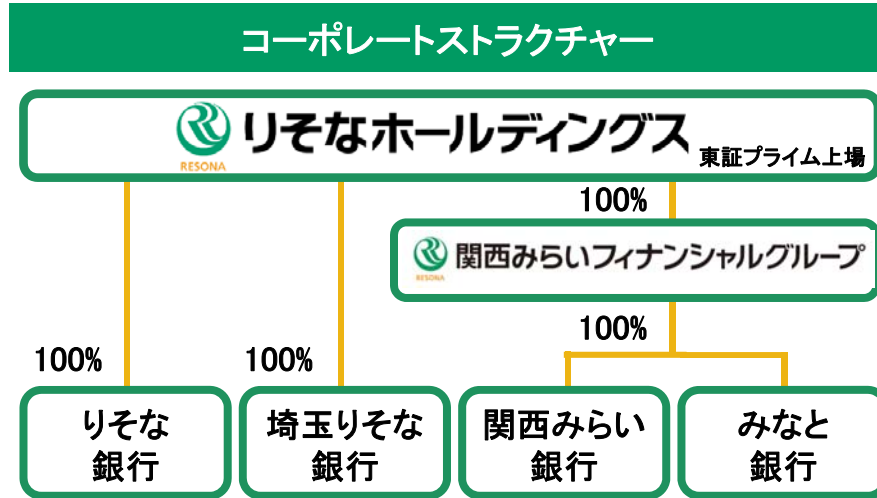 コーポレートストラクチャー
りそなホールディングス
RESONA
東証プライム上場
100%
関西みらいフィナンシャルグループ
RESONA
100%
100%
100%
りそな
銀行
埼玉りそな
銀行
関西みらい
銀行
みなと
銀行